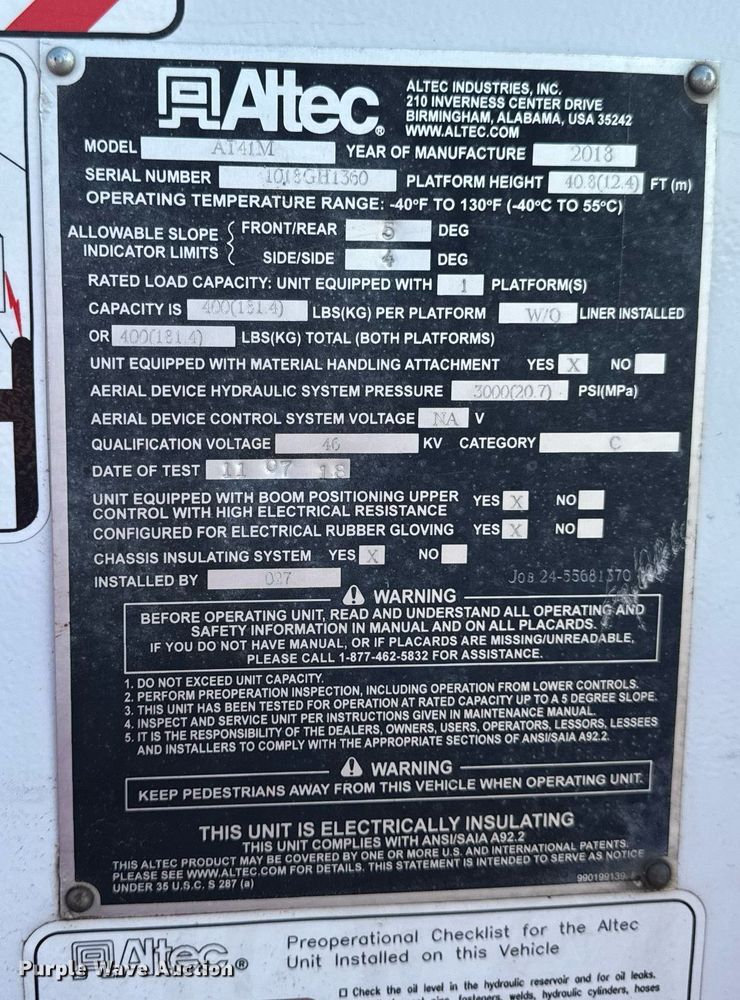 Altec®
ALTEC INDUSTRIES, INC.
210 INVERNESS CENTER DRIVE
BIRMINGHAM, ALABAMA, USA 35242
WWW.ALTEC.COM
MODEL AT41M YEAR OF MANUFACTURE 2018
SERIAL NUMBER 1018GH1360 PLATFORM HEIGHT 40.8(12.4) FT (m)
OPERATING TEMPERATURE RANGE: -40°F TO 130°F (-40°C TO 55°C)
ALLOWABLE SLOPE INDICATOR LIMITS { FRONT/REAR 5 DEG
SIDE/SIDE 4 DEG
RATED LOAD CAPACITY: UNIT EQUIPPED WITH 1 PLATFORM(S)
CAPACITY IS 400(181.4) LBS(KG) PER PLATFORM W/O LINER INSTALLED
OR 400(181.4) LBS(KG) TOTAL (BOTH PLATFORMS)
UNIT EQUIPPED WITH MATERIAL HANDLING ATTACHMENT YES X NO
AERIAL DEVICE HYDRAULIC SYSTEM PRESSURE 3000(20.7) PSI(MPa)
AERIAL DEVICE CONTROL SYSTEM VOLTAGE NA V
QUALIFICATION VOLTAGE 46 KV CATEGORY C
DATE OF TEST 11 07 18
UNIT EQUIPPED WITH BOOM POSITIONING UPPER YES X NO
CONTROL WITH HIGH ELECTRICAL RESISTANCE
CONFIGURED FOR ELECTRICAL RUBBER GLOVING YES X NO
CHASSIS INSULATING SYSTEM YES X NO
INSTALLED BY 027 JOB 24-55681370
WARNING
BEFORE OPERATING UNIT, READ AND UNDERSTAND ALL OPERATING AND
SAFETY INFORMATION IN MANUAL AND ON ALL PLACARDS.
IF YOU DO NOT HAVE MANUAL, OR IF PLACARDS ARE MISSING/UNREADABLE,
PLEASE CALL 1-877-462-5832 FOR ASSISTANCE.
1. DO NOT EXCEED UNIT CAPACITY.
2. PERFORM PREOPERATION INSPECTION, INCLUDING OPERATION FROM LOWER CONTROLS.
3. THIS UNIT HAS BEEN TESTED FOR OPERATION AT RATED CAPACITY UP TO A 5 DEGREE SLOPE.
4. INSPECT AND SERVICE UNIT PER INSTRUCTIONS GIVEN IN MAINTENANCE MANUAL.
5. IT IS THE RESPONSIBILITY OF THE DEALERS, OWNERS, USERS, OPERATORS, LESSORS, LESSEES
AND INSTALLERS TO COMPLY WITH THE APPROPRIATE SECTIONS OF ANSI/SAIA A92.2.
WARNING
KEEP PEDESTRIANS AWAY FROM THIS VEHICLE WHEN OPERATING UNIT.
THIS UNIT IS ELECTRICALLY INSULATING
THIS UNIT COMPLIES WITH ANSI/SAIA A92.2
THIS ALTEC PRODUCT MAY BE COVERED BY ONE OR MORE U.S. AND INTERNATIONAL PATENTS.
PLEASE SEE WWW.ALTEC.COM FOR DETAILS. THIS STATEMENT IS INTENDED TO SERVE AS NOTICE
UNDER 35 U.S.C. S 287 (a)
990199139
Altec®
Preoperational Checklist for the Altec
Unit Installed on this Vehicle
Check the oil level in the hydraulic reservoir and for oil leaks.
fasteners, welds, hydraulic cylinders, hoses
Purple Wave Auction